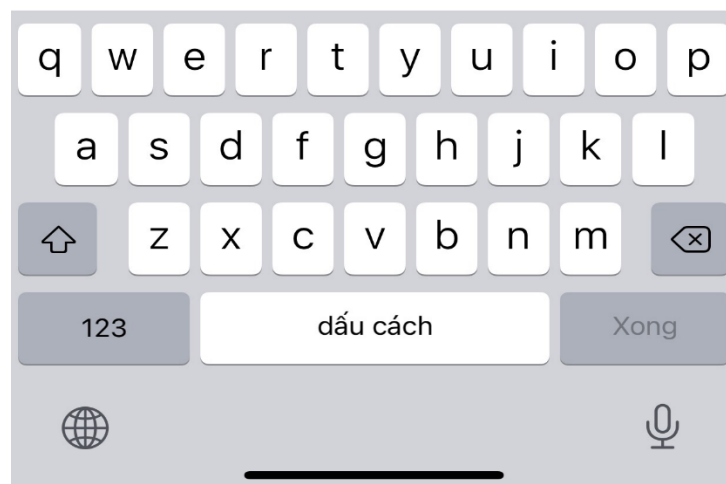 q w e r t y u i o p
a s d f g h j k l
z x c v b n m
123 dấu cách Xong